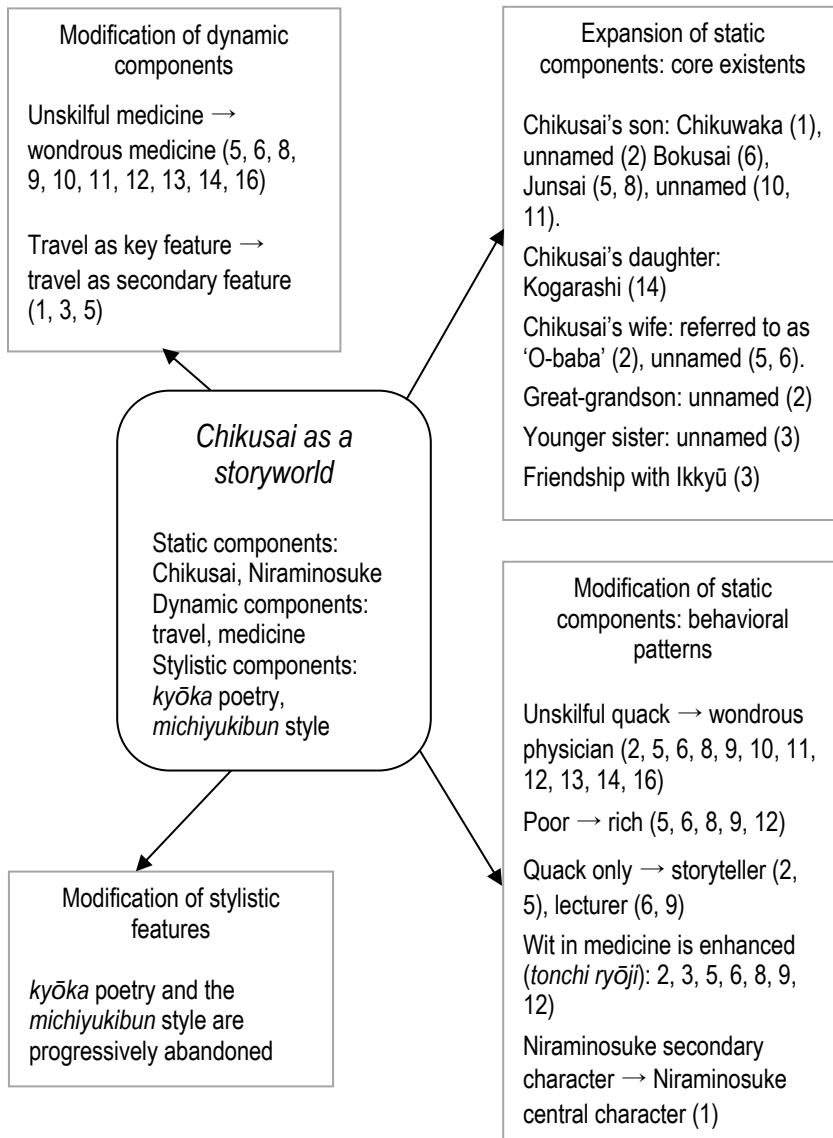 Modification of dynamic
components
Unskilful medicine →
wondrous medicine (5, 6, 8,
9, 10, 11, 12, 13, 14, 16)
Travel as key feature →
travel as secondary feature
(1, 3, 5)
Expansion of static
components: core existents
Chikusai’s son: Chikuwaka (1),
unnamed (2) Bokusai (6),
Junsai (5, 8), unnamed (10,
11).
Chikusai’s daughter:
Kogarashi (14)
Chikusai’s wife: referred to as
‘O-baba’ (2), unnamed (5, 6).
Great-grandson: unnamed (2)
Younger sister: unnamed (3)
Friendship with Ikkyū (3)
Chikusai as a
storyworld
Static components:
Chikusai, Niraminosuke
Dynamic components:
travel, medicine
Stylistic components:
kyōka poetry,
michiyukibun style
Modification of static
components: behavioral
patterns
Unskilful quack → wondrous
physician (2, 5, 6, 8, 9, 10, 11,
12, 13, 14, 16)
Poor → rich (5, 6, 8, 9, 12)
Quack only → storyteller (2,
5), lecturer (6, 9)
Wit in medicine is enhanced
(tonchi ryōji): 2, 3, 5, 6, 8, 9,
12)
Niraminosuke secondary
character → Niraminosuke
central character (1)
Modification of stylistic
features
kyōka poetry and the
michiyukibun style are
progressively abandoned